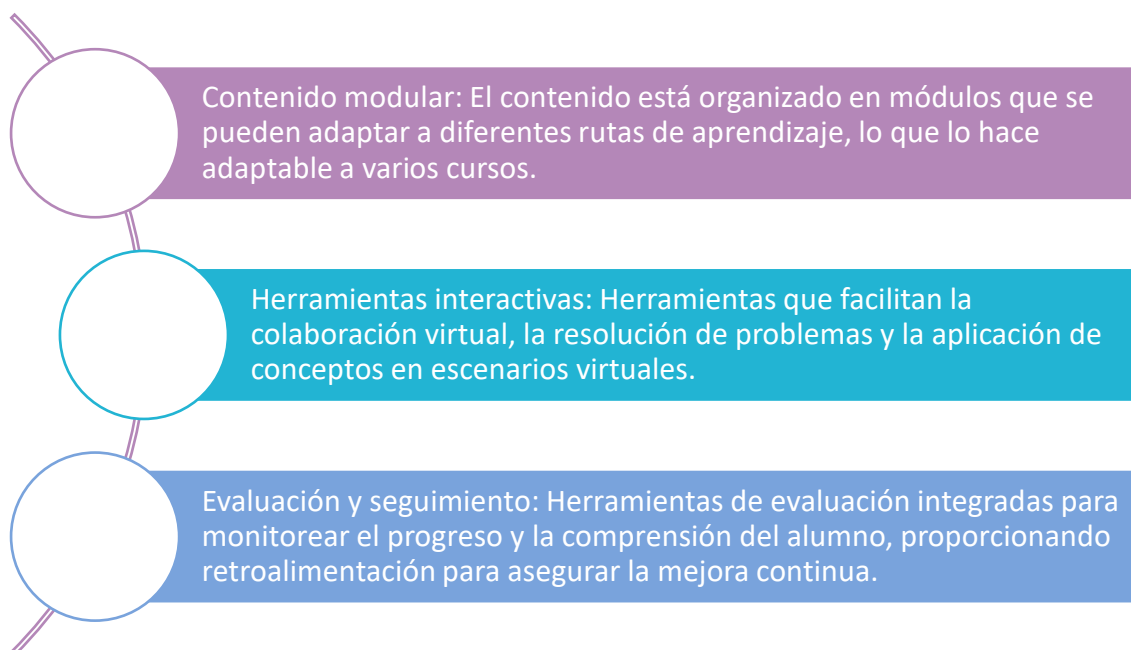 Contenido modular: El contenido está organizado en módulos que se
pueden adaptar a diferentes rutas de aprendizaje, lo que lo hace
adaptable a varios cursos.
Herramientas interactivas: Herramientas que facilitan la
colaboración virtual, la resolución de problemas y la aplicación de
conceptos en escenarios virtuales.
Evaluación y seguimiento: Herramientas de evaluación integradas para
monitorear el progreso y la comprensión del alumno, proporcionando
retroalimentación para asegurar la mejora continua.